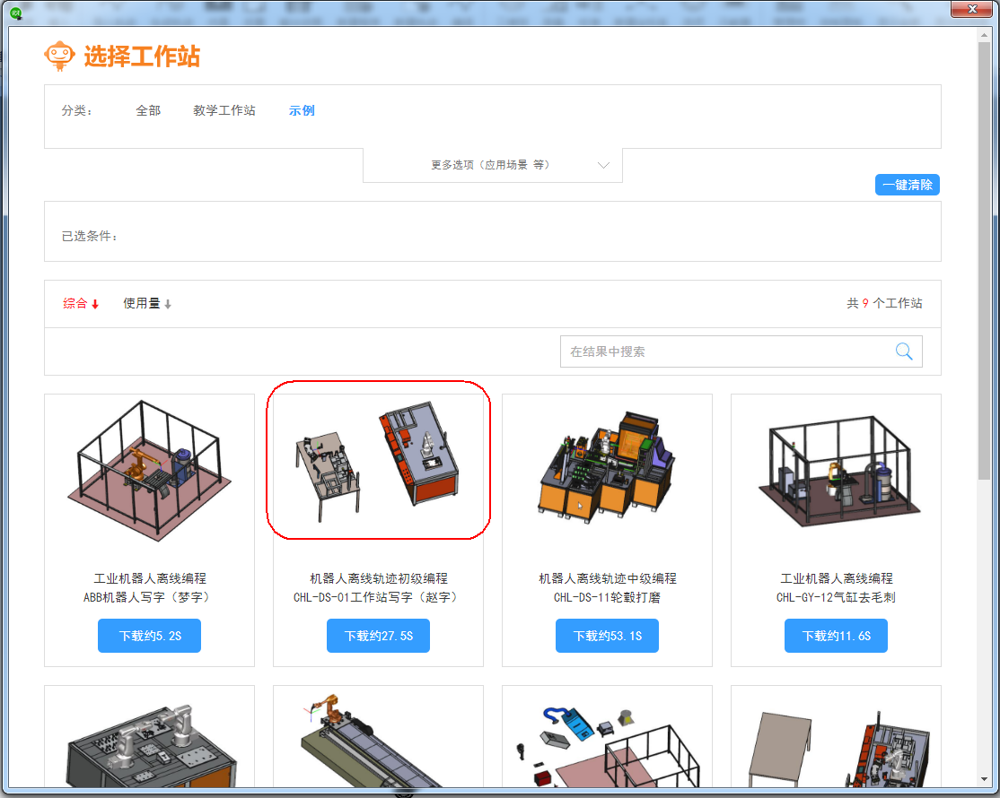 选择工作站
分类： 全部 教学工作站 示例
更多选项（应用场景 等）
一键清除
已选条件：
综合 使用量 共 9 个工作站
在结果中搜索
工业机器人离线编程
ABB机器人写字（梦字）
下载约5.2S
机器人离线轨迹初级编程
CHL-DS-01工作站写字（赵字）
下载约27.5S
机器人离线轨迹中级编程
CHL-DS-11轮毂打磨
下载约53.1S
工业机器人离线编程
CHL-GY-12气缸去毛刺
下载约11.6S